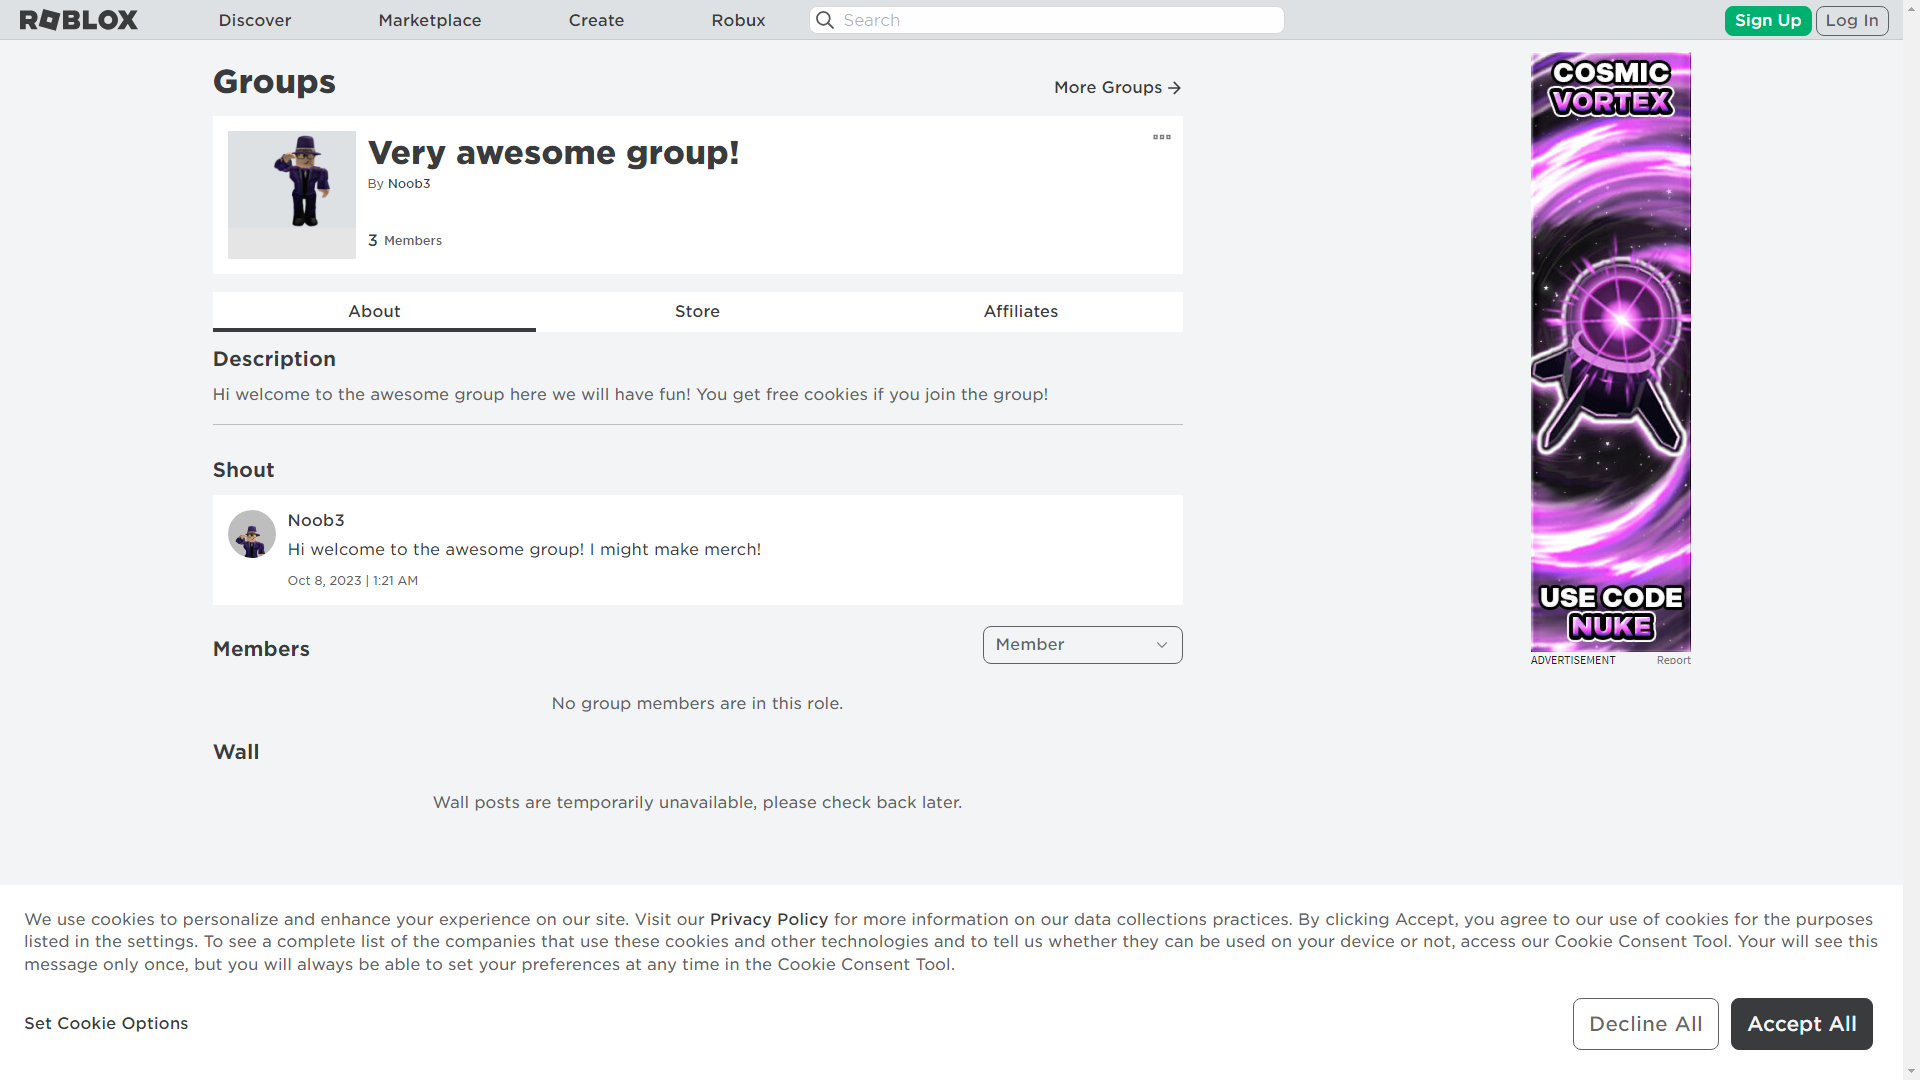 ROBLOX
Discover
Marketplace
Create
Robux
Search
Sign Up
Log In
Groups
More Groups
Very awesome group!
By Noob3
3 Members
About
Store
Affiliates
Description
Hi welcome to the awesome group here we will have fun! You get free cookies if you join the group!
Shout
Noob3
Hi welcome to the awesome group! I might make merch!
Oct 8, 2023 | 1:21 AM
Members
Member
No group members are in this role.
Wall
Wall posts are temporarily unavailable, please check back later.
COSMIC
VORTEX
USE CODE
NUKE
ADVERTISEMENT
Report
We use cookies to personalize and enhance your experience on our site. Visit our Privacy Policy for more information on our data collections practices. By clicking Accept, you agree to our use of cookies for the purposes
listed in the settings. To see a complete list of the companies that use these cookies and other technologies and to tell us whether they can be used on your device or not, access our Cookie Consent Tool. Your will see this
message only once, but you will always be able to set your preferences at any time in the Cookie Consent Tool.
Set Cookie Options
Decline All
Accept All